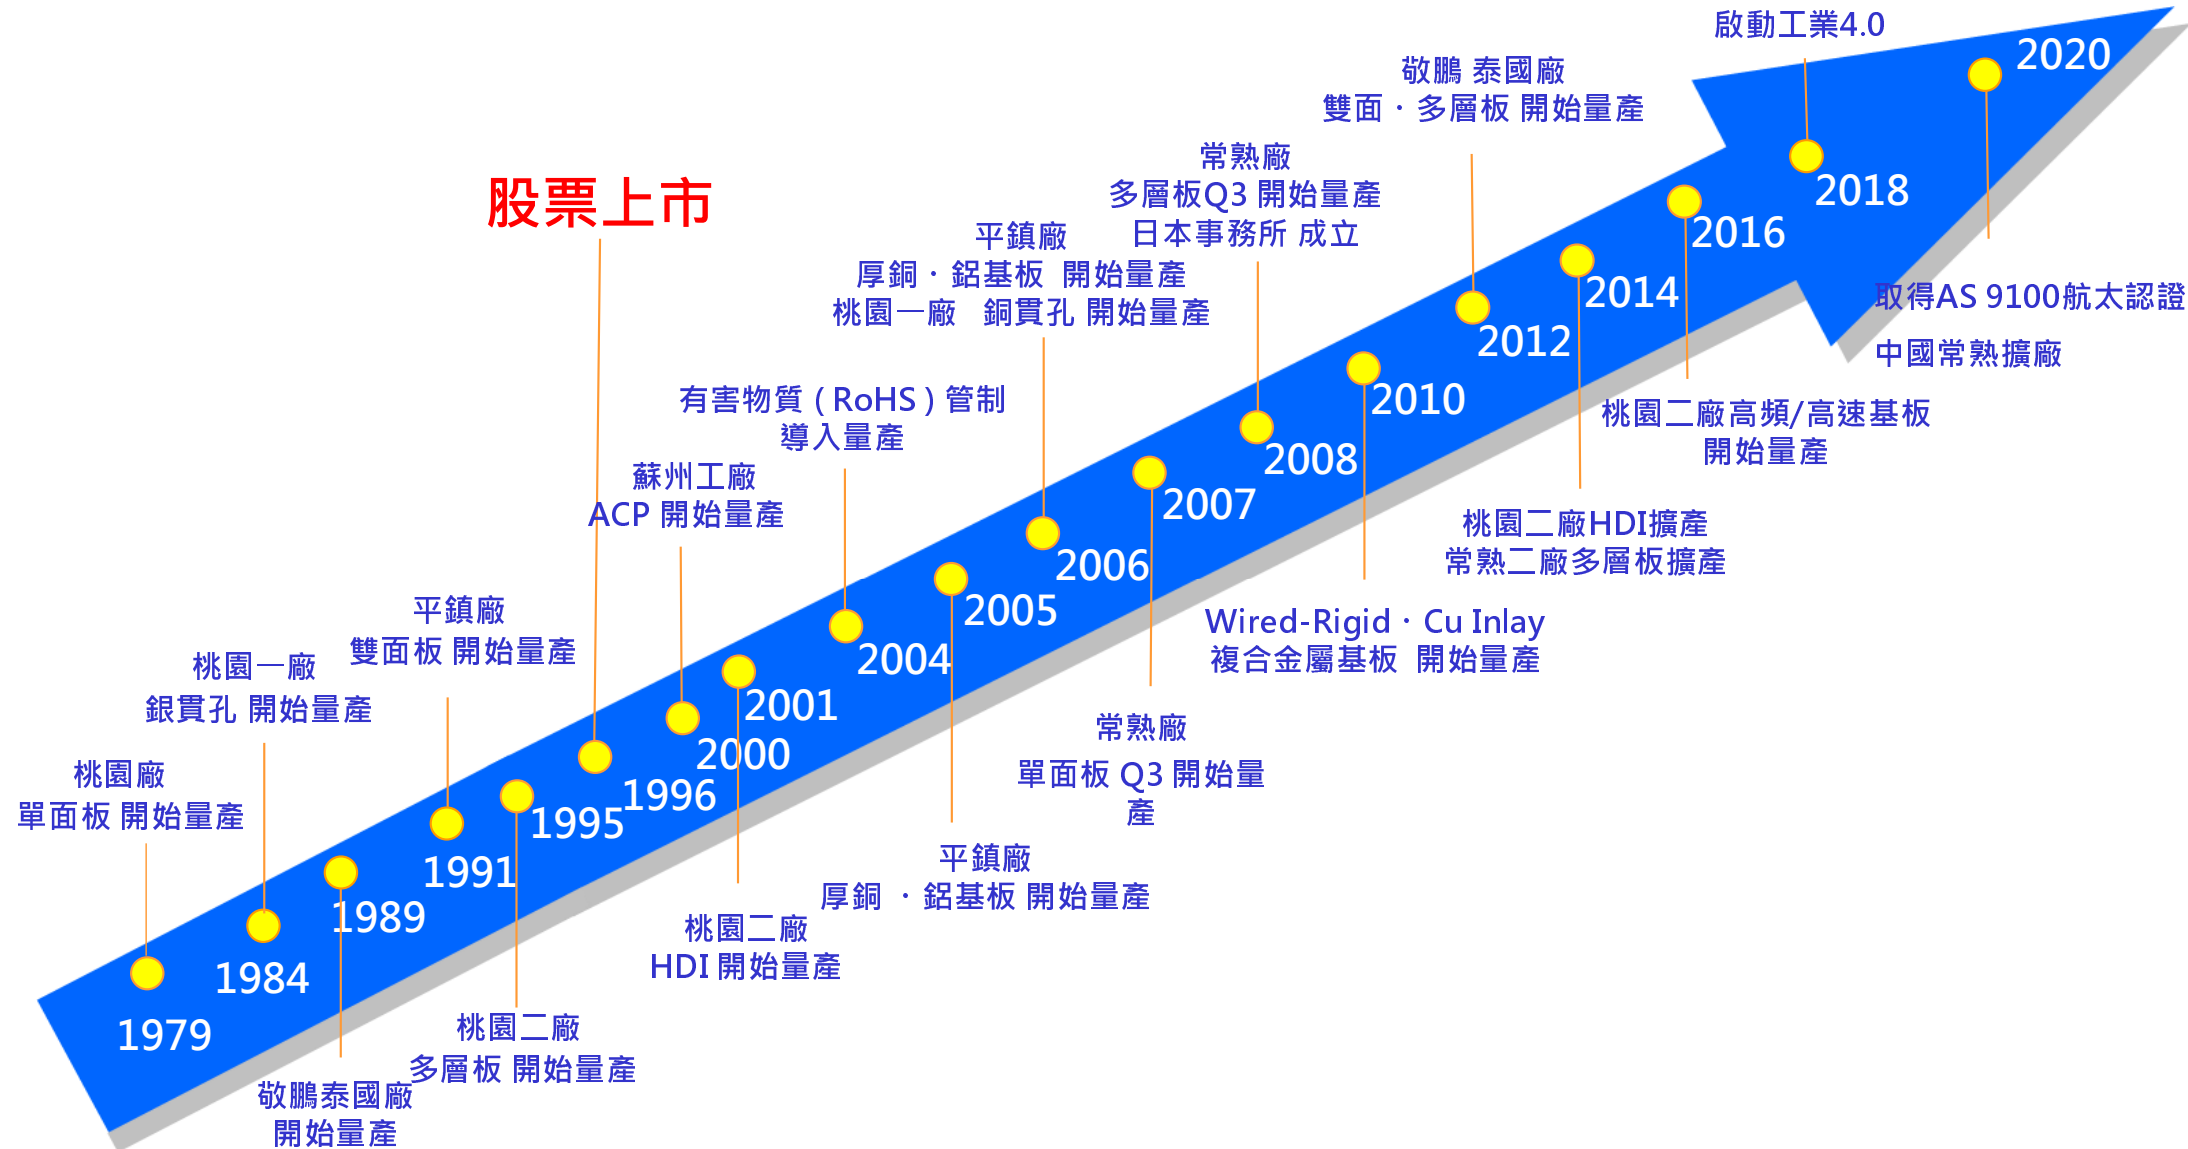 1979
桃園廠
單面板 開始量產
1984
桃園一廠
銀貫孔 開始量產
1989
敬鵬泰國廠
開始量產
1991
平鎮廠
雙面板 開始量產
1995
桃園二廠
多層板 開始量產
1996
股票上市
2000
蘇州工廠
ACP 開始量產
2001
桃園二廠
HDI 開始量產
2004
有害物質 ( RoHS ) 管制
導入量產
2005
平鎮廠
厚銅 ‧ 鋁基板 開始量產
2006
平鎮廠
厚銅‧鋁基板 開始量產
桃園一廠 銅貫孔 開始量產
2007
常熟廠
單面板 Q3 開始量
產
2008
常熟廠
多層板Q3 開始量產
日本事務所 成立
2010
Wired-Rigid‧Cu Inlay
複合金屬基板 開始量產
2012
敬鵬 泰國廠
雙面‧多層板 開始量產
2014
桃園二廠HDI擴產
常熟二廠多層板擴產
2016
桃園二廠高頻/高速基板
開始量產
2018
啟動工業4.0
2020
取得AS 9100航太認證
中國常熟擴廠